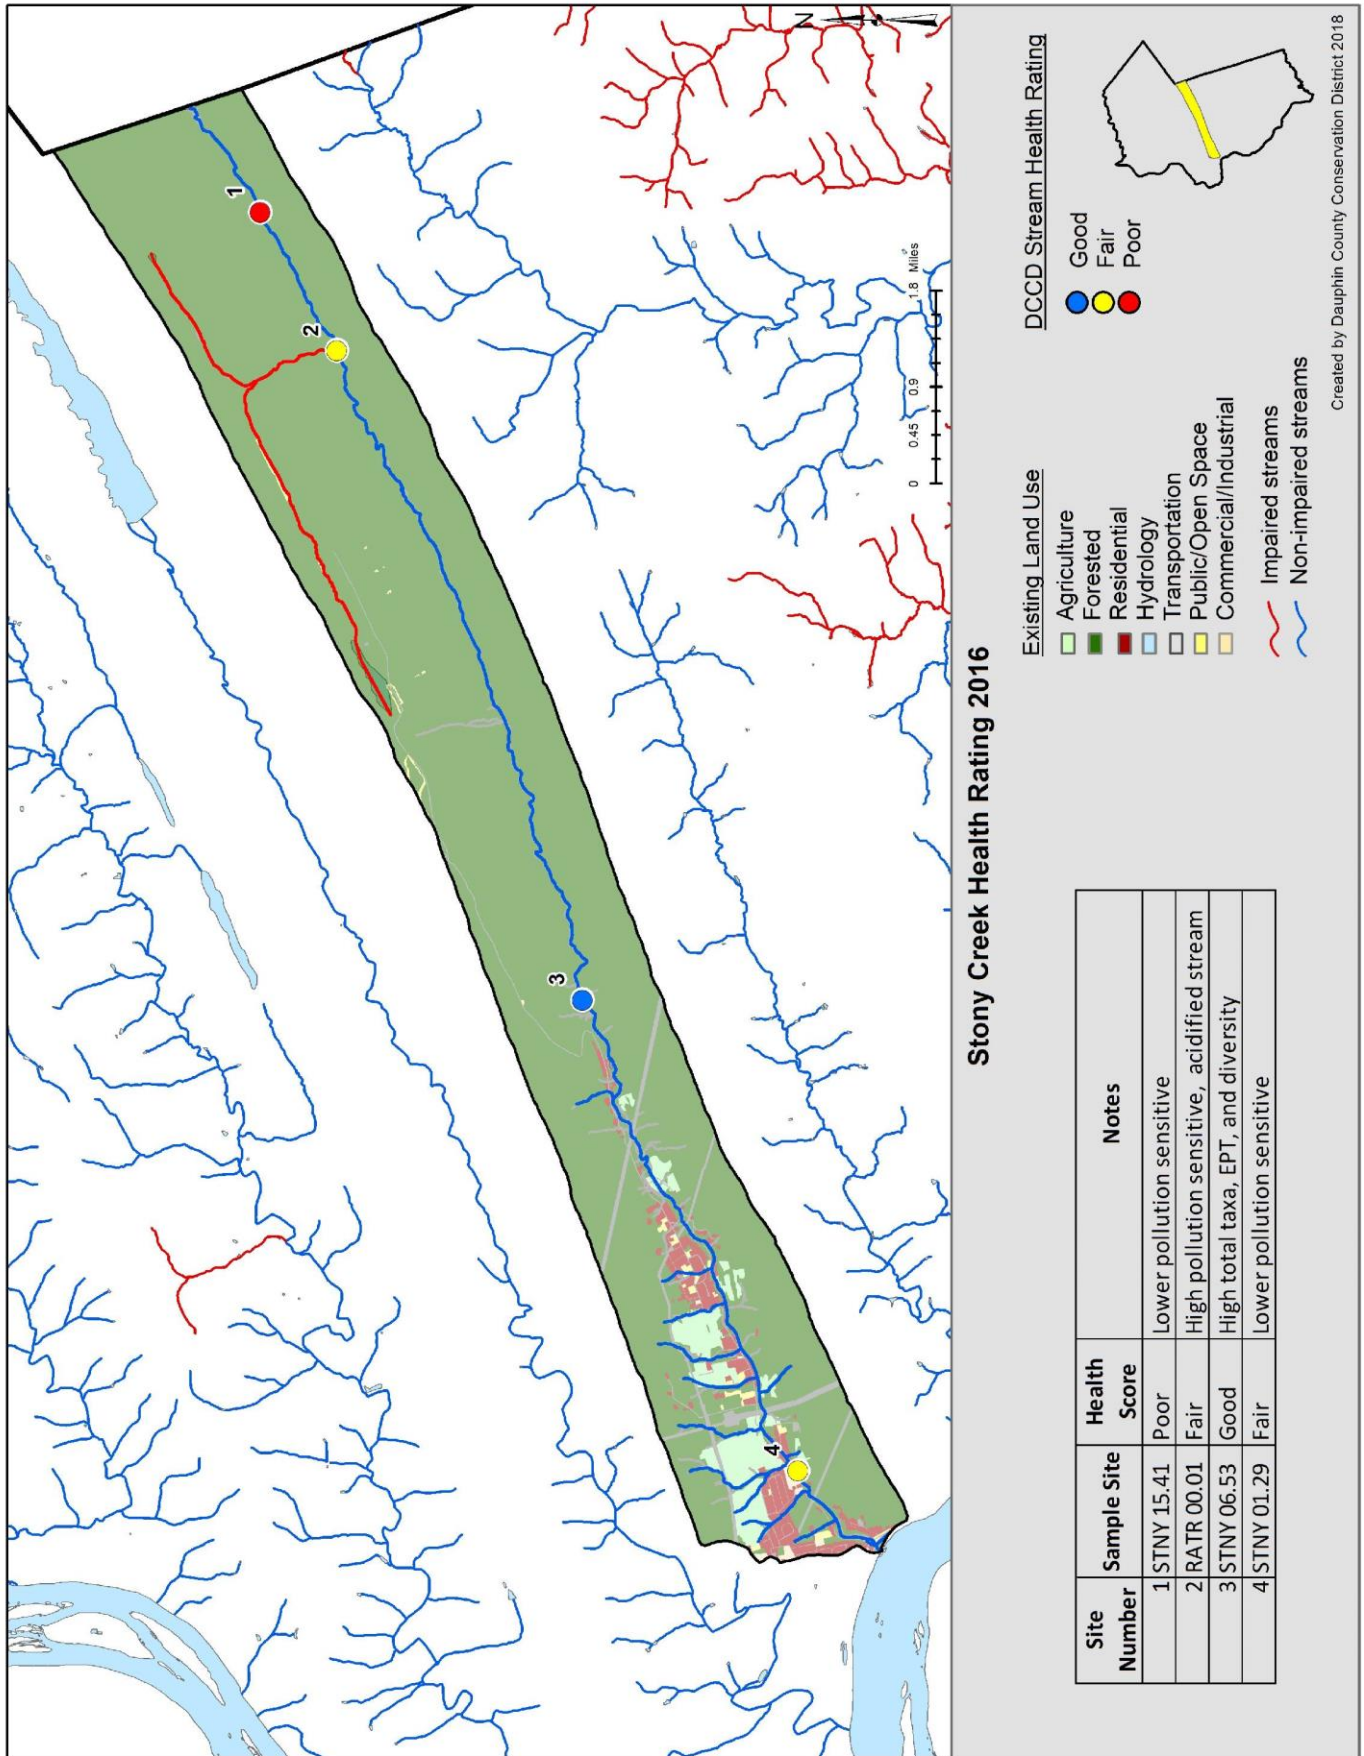 N
1
2
3
4
0 0.45 0.9 1.8 Miles
Stony Creek Health Rating 2016
Site Number Sample Site Health Score Notes
1 STNY 15.41 Poor Lower pollution sensitive
2 RATR 00.01 Fair High pollution sensitive, acidified stream
3 STNY 06.53 Good High total taxa, EPT, and diversity
4 STNY 01.29 Fair Lower pollution sensitive
Existing Land Use
Agriculture
Forested
Residential
Hydrology
Transportation
Public/Open Space
Commercial/Industrial
Impaired streams
Non-impaired streams
DCCD Stream Health Rating
Good
Fair
Poor
Created by Dauphin County Conservation District 2018